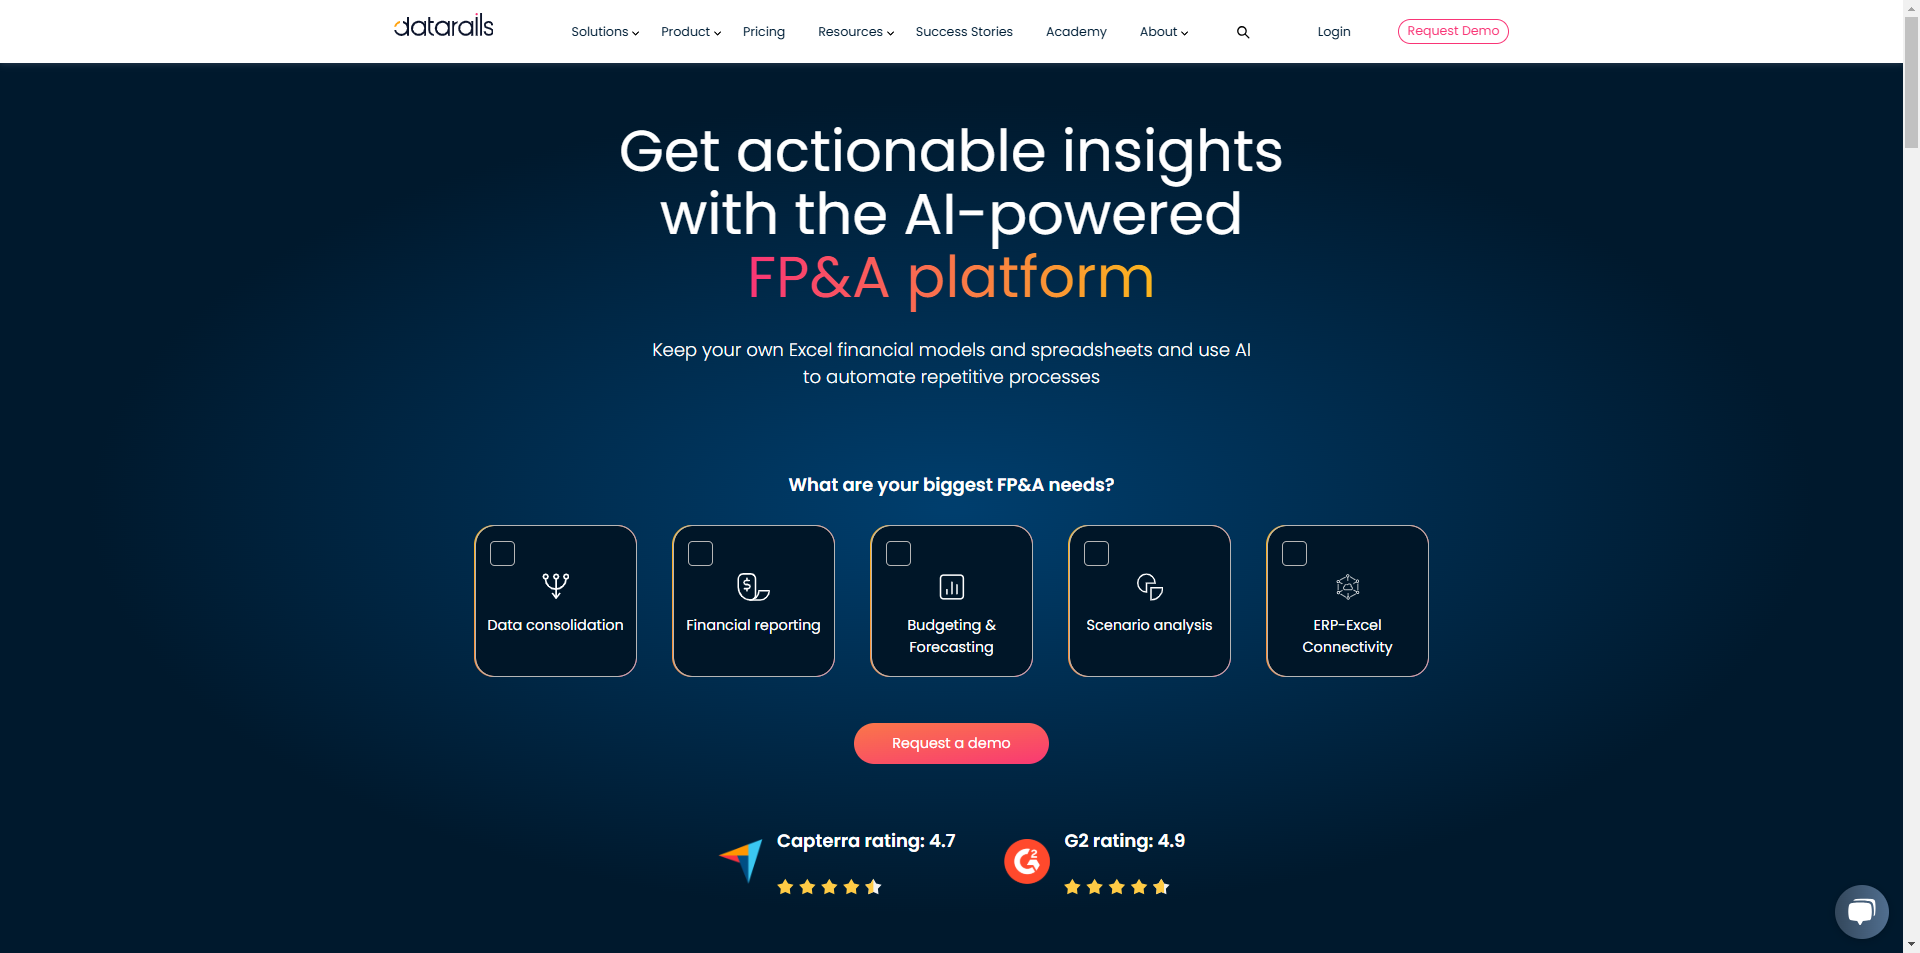 datarails
Solutions
Product
Pricing
Resources
Success Stories
Academy
About
Login
Request Demo
Get actionable insights
with the AI-powered
FP&A platform
Keep your own Excel financial models and spreadsheets and use AI
to automate repetitive processes
What are your biggest FP&A needs?
Data consolidation
Financial reporting
Budgeting &
Forecasting
Scenario analysis
ERP-Excel
Connectivity
Request a demo
Capterra rating: 4.7
G2
G2 rating: 4.9